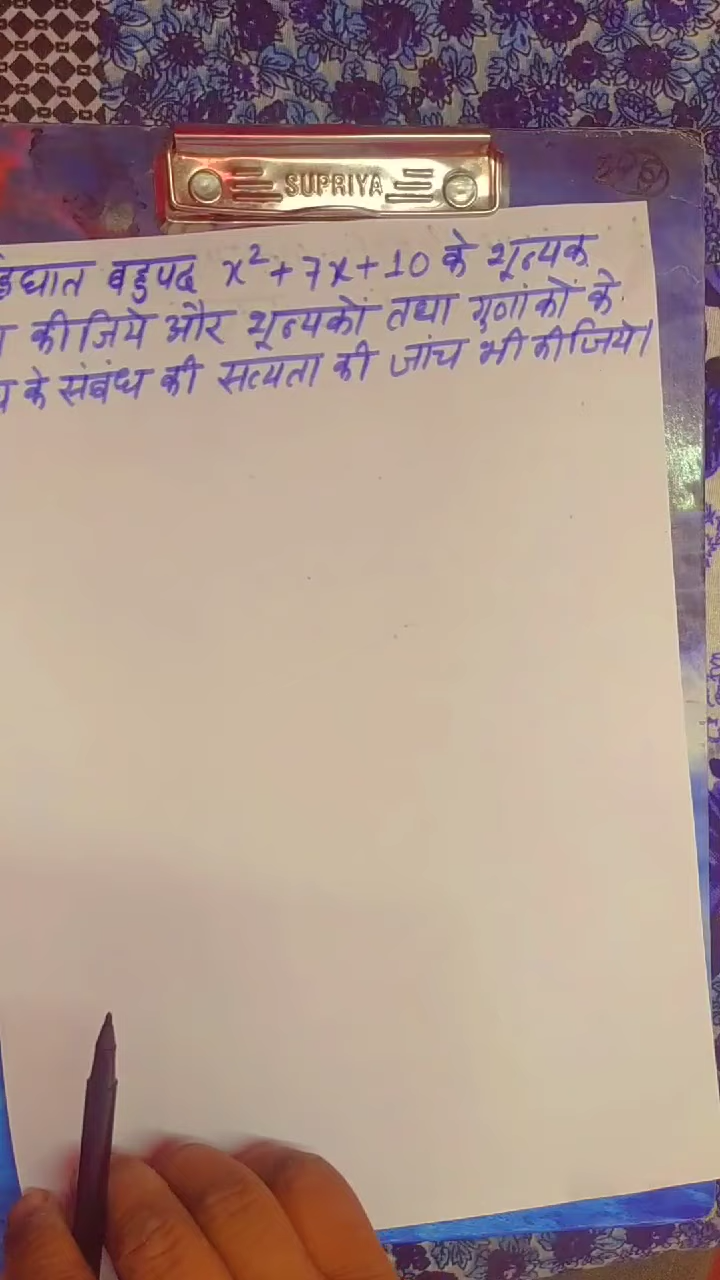 SUPRIYA
द्विघात बहुपद x² + 7x + 10 के शून्यक
कीजिये और शून्यकों तथा गुणांकों के
के संबंध की सत्यता की जांच भी कीजिये।